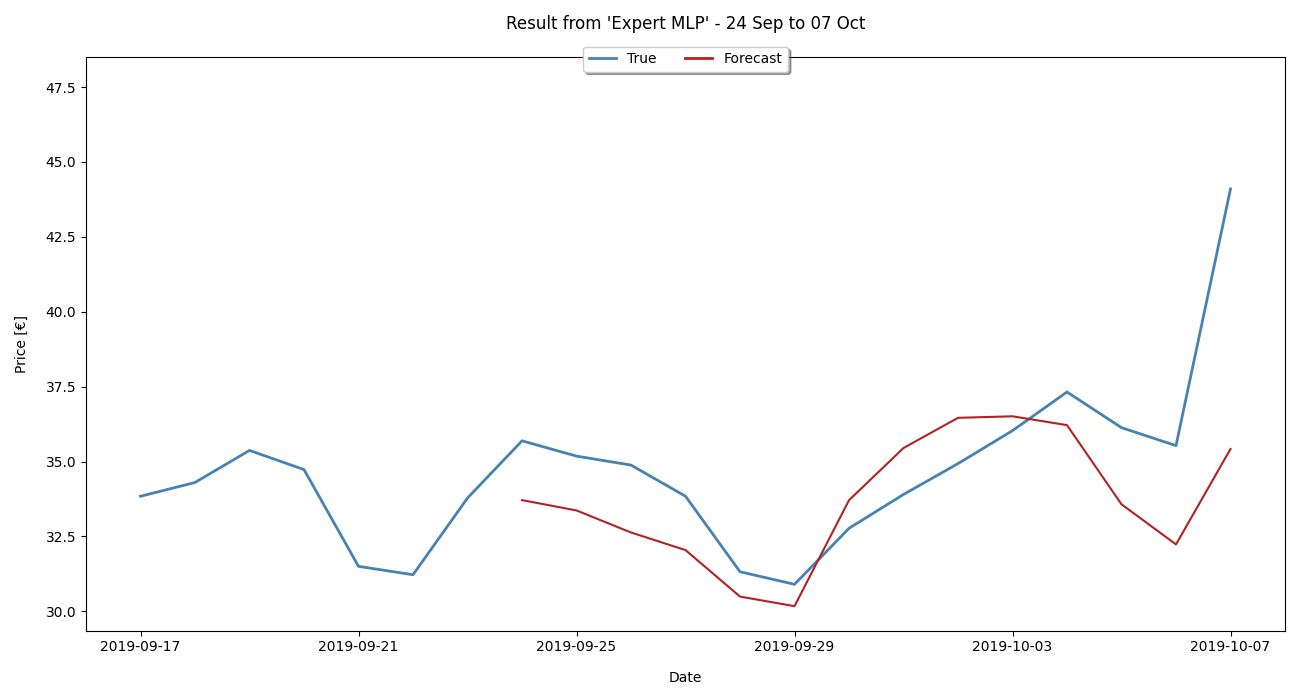 Result from 'Expert MLP' - 24 Sep to 07 Oct
True Forecast
47.5
45.0
42.5
40.0
37.5
35.0
32.5
30.0
Price [€]
2019-09-17 2019-09-21 2019-09-25 2019-09-29 2019-10-03 2019-10-07
Date